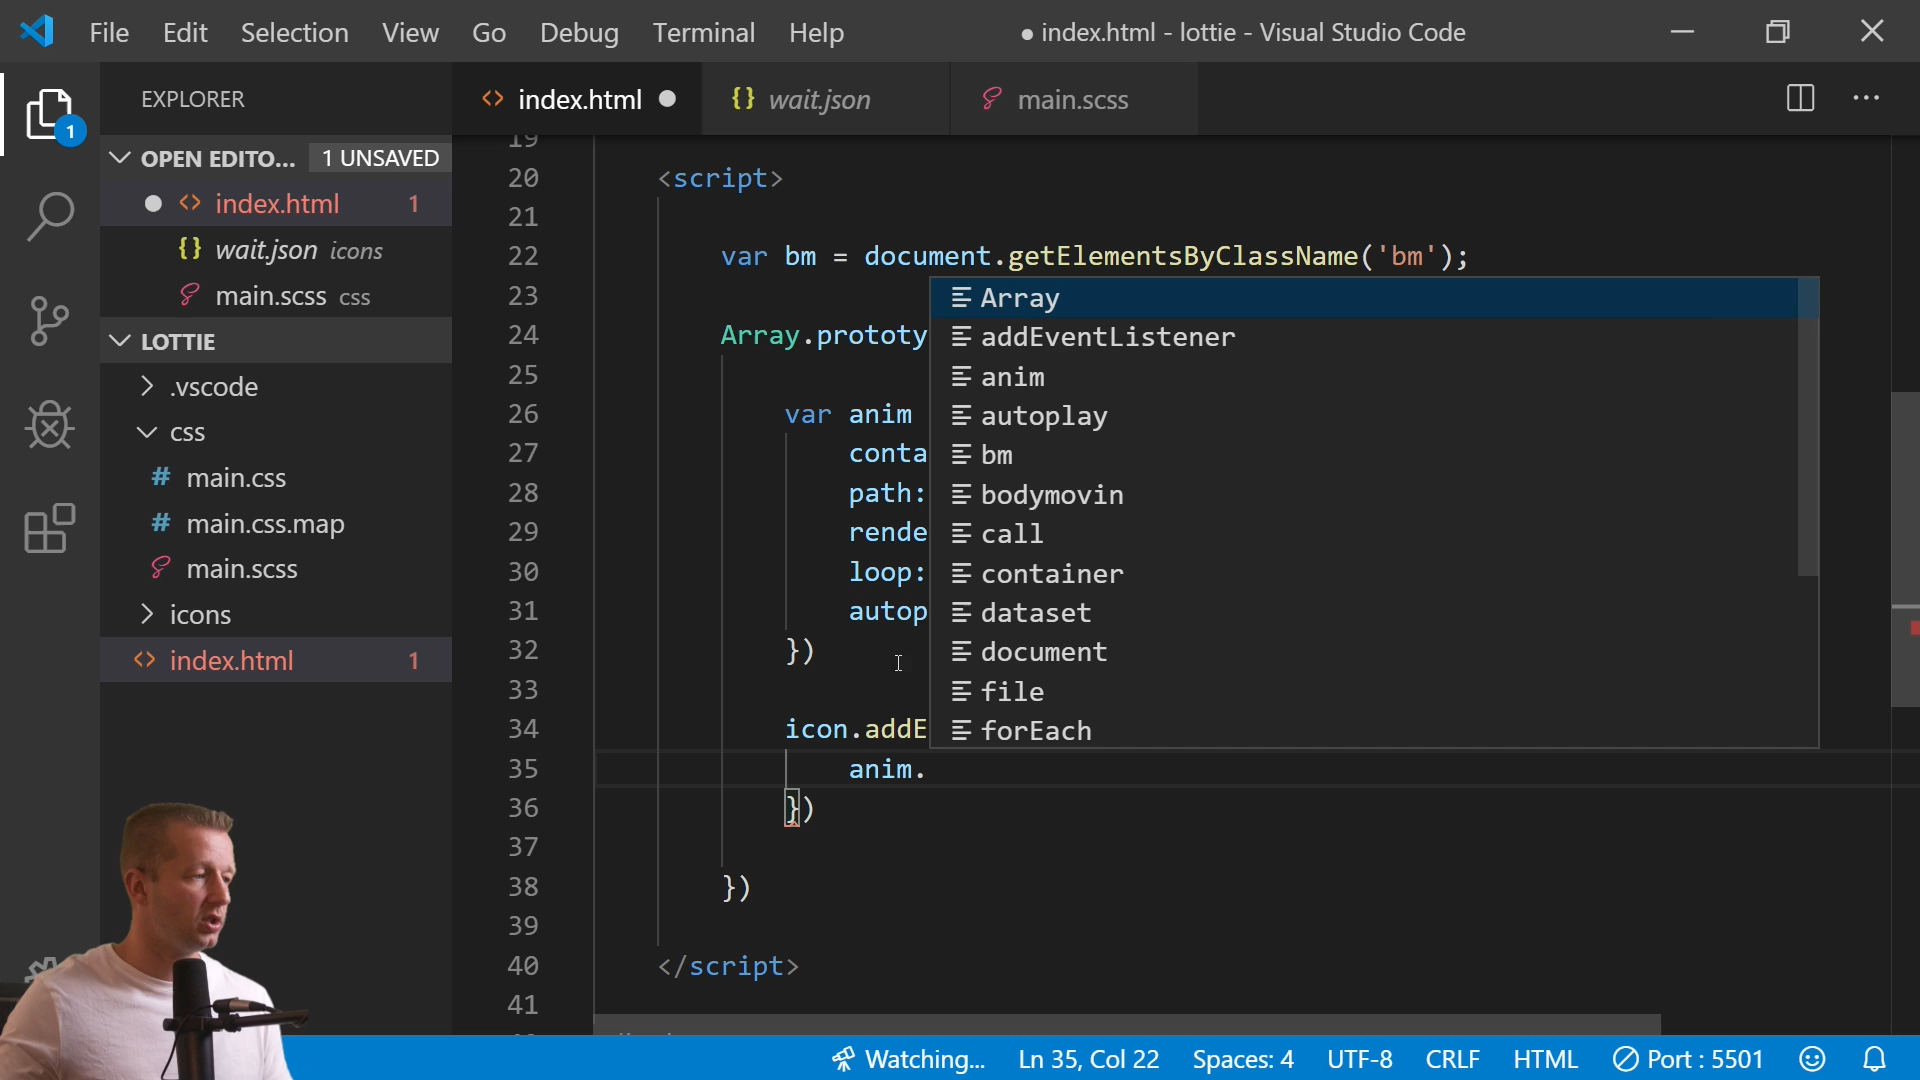 File Edit Selection View Go Debug Terminal Help
● index.html - lottie - Visual Studio Code
EXPLORER
index.html
wait.json
main.scss
OPEN EDITO... 1 UNSAVED
index.html 1
wait.json icons
main.scss css
LOTTIE
.vscode
css
main.css
main.css.map
main.scss
icons
index.html 1
1
19
20 <script>
21
22 var bm = document.getElementsByClassName('bm');
23
24 Array.prototy
25
26 var anim
27 conta
28 path:
29 rende
30 loop:
31 autop
32 })
33
34 icon.addE
35 anim.
36 })
37
38 })
39
40 </script>
41
Array
addEventListener
anim
autoplay
bm
bodymovin
call
container
dataset
document
file
forEach
Watching... Ln 35, Col 22 Spaces: 4 UTF-8 CRLF HTML Port : 5501